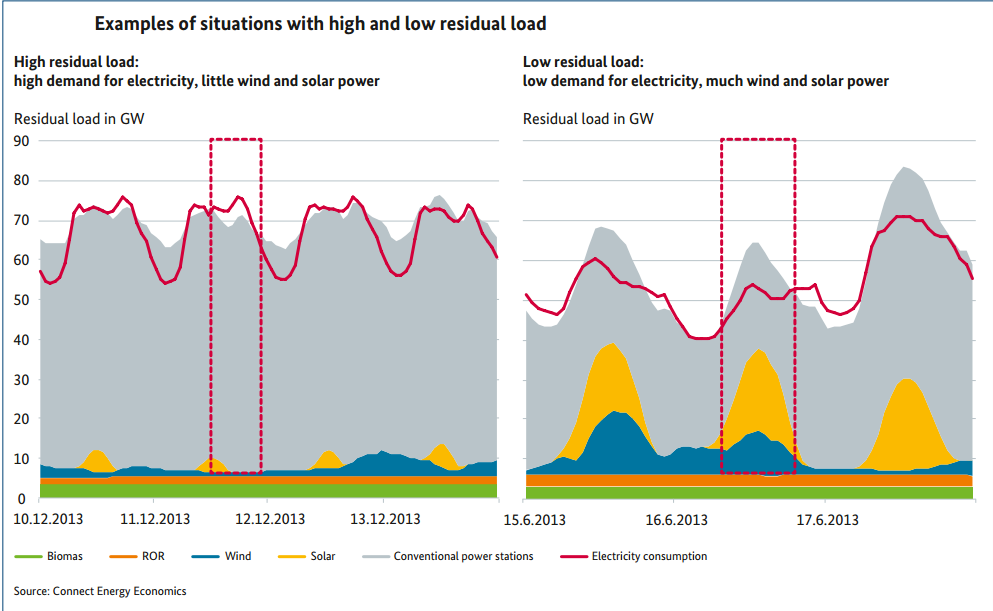 Examples of situations with high and low residual load
High residual load:
high demand for electricity, little wind and solar power
Residual load in GW
90
80
70
60
50
40
30
20
10
0
10.12.2013 11.12.2013 12.12.2013 13.12.2013
Low residual load:
low demand for electricity, much wind and solar power
Residual load in GW
15.6.2013 16.6.2013 17.6.2013
Biomas ROR Wind Solar Conventional power stations Electricity consumption
Source: Connect Energy Economics